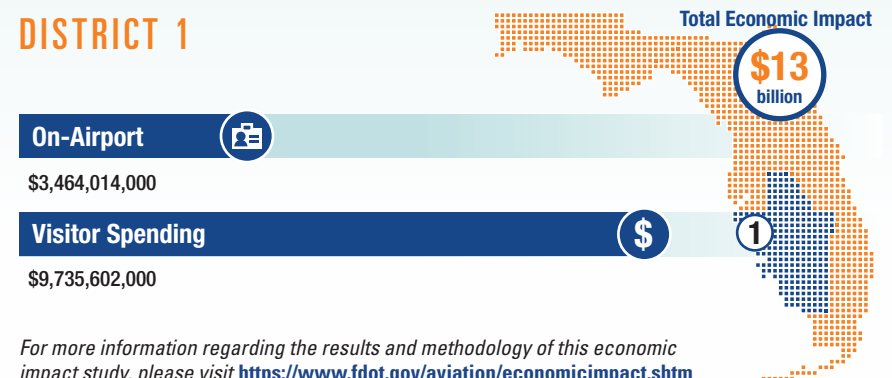 DISTRICT 1
Total Economic Impact
$13
billion
On-Airport
$3,464,014,000
Visitor Spending
$
1
$9,735,602,000
For more information regarding the results and methodology of this economic
impact study, please visit https://www.fdot.gov/aviation/economicimpact.shtm